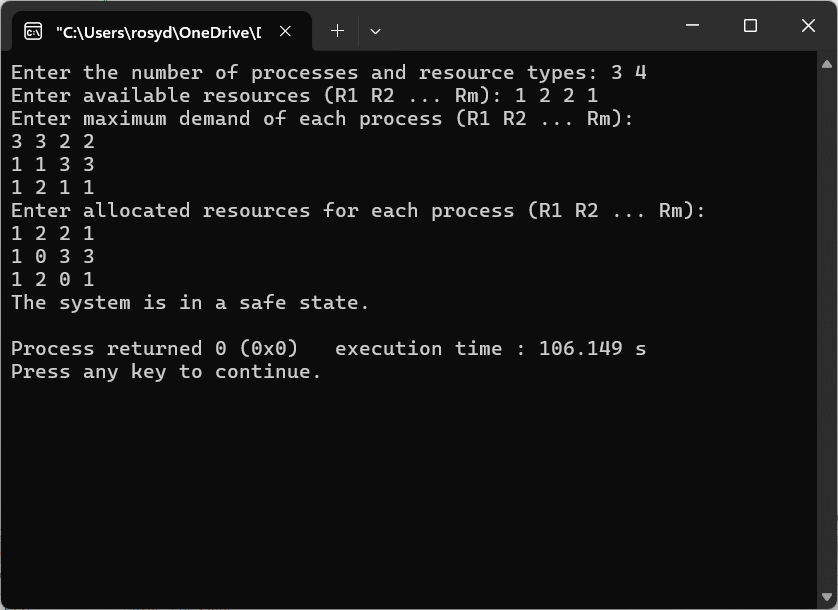 "C:\Users\rosyd\OneDrive\[
Enter the number of processes and resource types: 3 4
Enter available resources (R1 R2 ... Rm): 1 2 2 1
Enter maximum demand of each process (R1 R2 ... Rm):
3 3 2 2
1 1 3 3
1 2 1 1
Enter allocated resources for each process (R1 R2 ... Rm):
1 2 2 1
1 0 3 3
1 2 0 1
The system is in a safe state.
Process returned 0 (0x0)   execution time : 106.149 s
Press any key to continue.